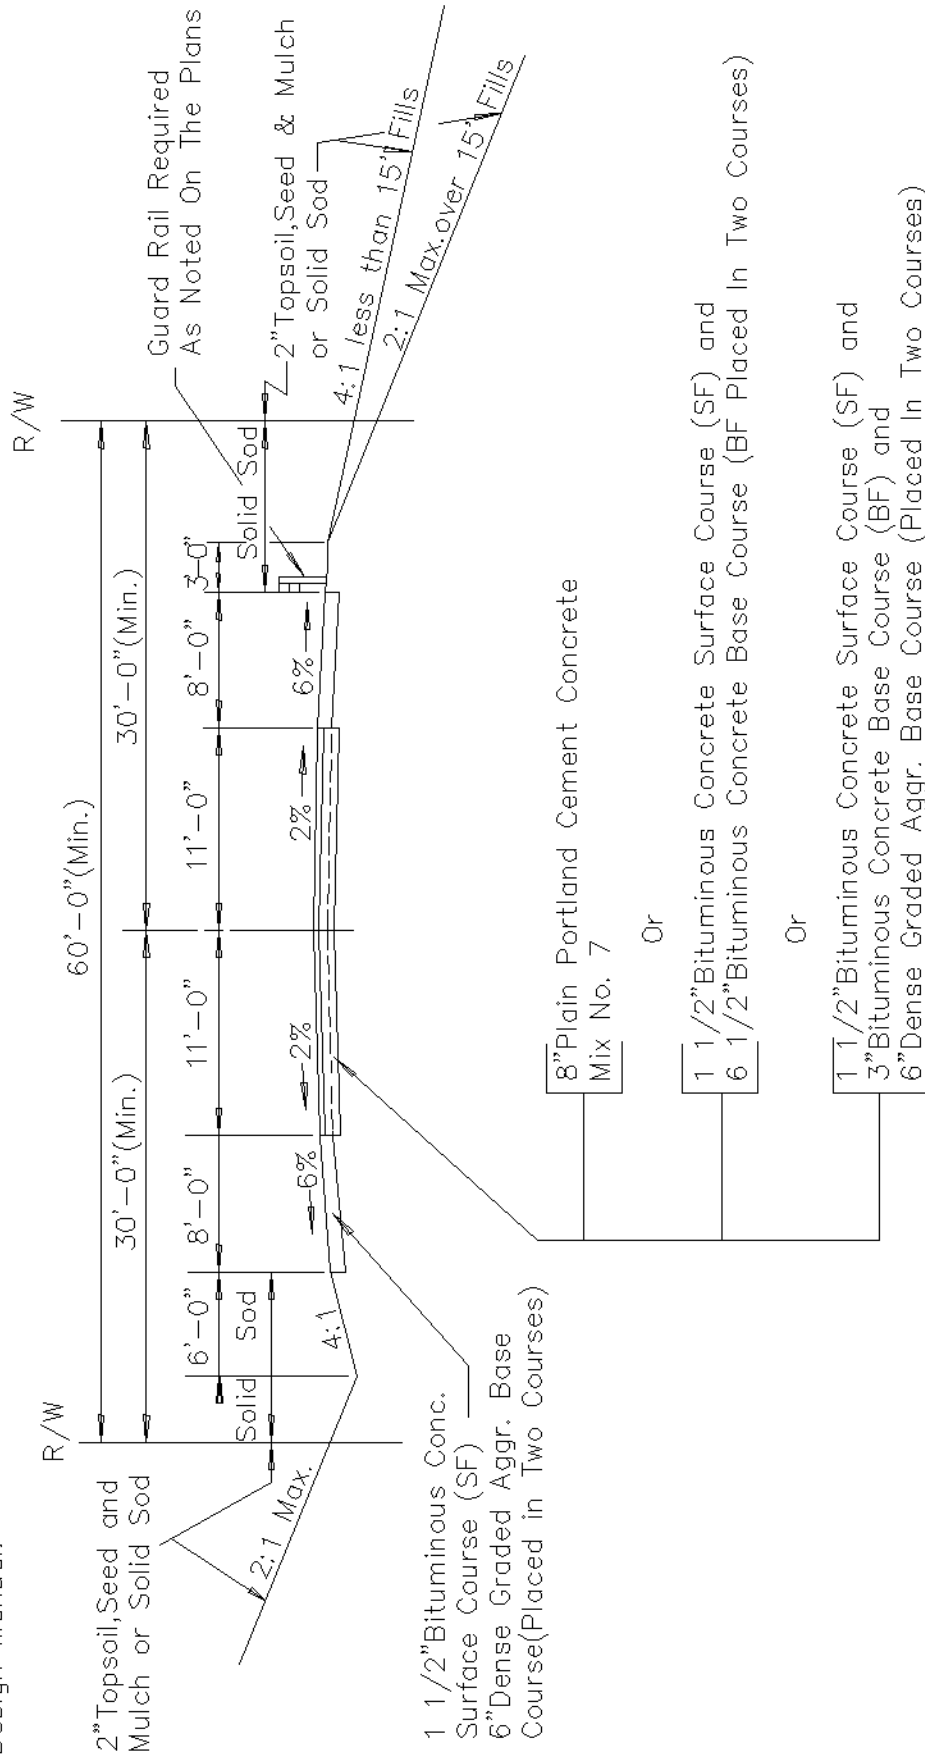 R/W
R/W
60'-0"(Min.)
30'-0"(Min.)
30'-0"(Min.)
6'-0"
8'-0"
11'-0"
11'-0"
8'-0"
3'-0"
Solid Sod
Solid Sod
2"Topsoil,Seed and
Mulch or Solid Sod
2:1 Max.
4:1
6%
2%
2%
6%
Guard Rail Required
As Noted On The Plans
2"Topsoil,Seed & Mulch
or Solid Sod
4:1 less than 15' Fills
2:1 Max.over 15' Fills
1 1/2"Bituminous Conc.
Surface Course (SF)
6"Dense Graded Aggr. Base
Course(Placed in Two Courses)
8"Plain Portland Cement Concrete
Mix No. 7
Or
1 1/2"Bituminous Concrete Surface Course (SF) and
6 1/2"Bituminous Concrete Base Course (BF Placed In Two Courses)
Or
1 1/2"Bituminous Concrete Surface Course (SF) and
3"Bituminous Concrete Base Course (BF) and
6"Dense Graded Aggr. Base Course (Placed In Two Courses)